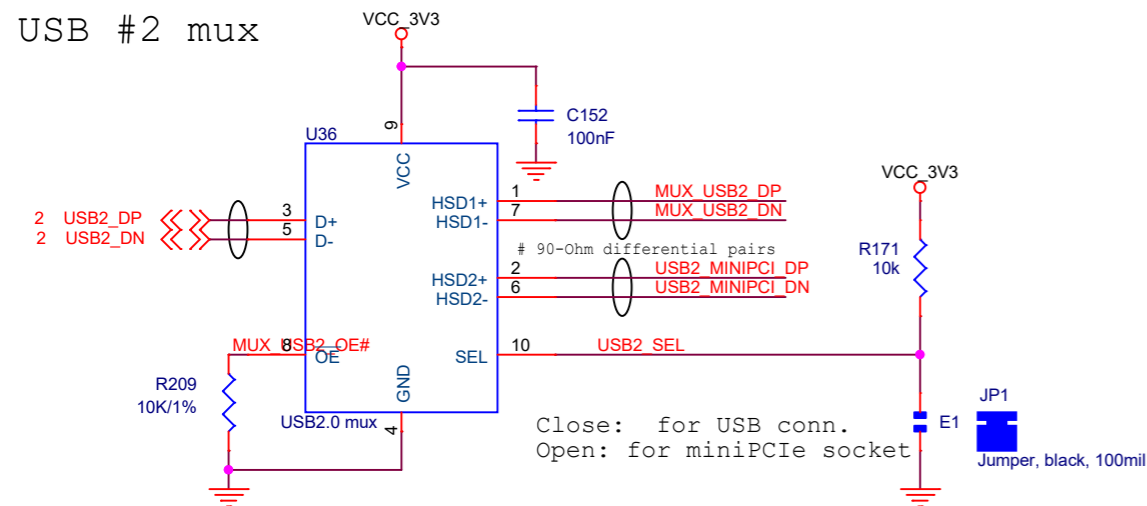 USB #2 mux
VCC_3V3
C152
100nF
U36
9
VCC
2 USB2_DP
2 USB2_DN
3
5
D+
D-
HSD1+
HSD1-
1
7
MUX_USB2_DP
MUX_USB2_DN
# 90-Ohm differential pairs
HSD2+
HSD2-
2
6
USB2_MINIPCI_DP
USB2_MINIPCI_DN
VCC_3V3
R171
10k
MUX_USB2_OE#
8
OE
SEL
10
USB2_SEL
R209
10K/1%
GND
4
USB2.0 mux
Close: for USB conn.
Open: for miniPCIe socket
E1
JP1
Jumper, black, 100mil